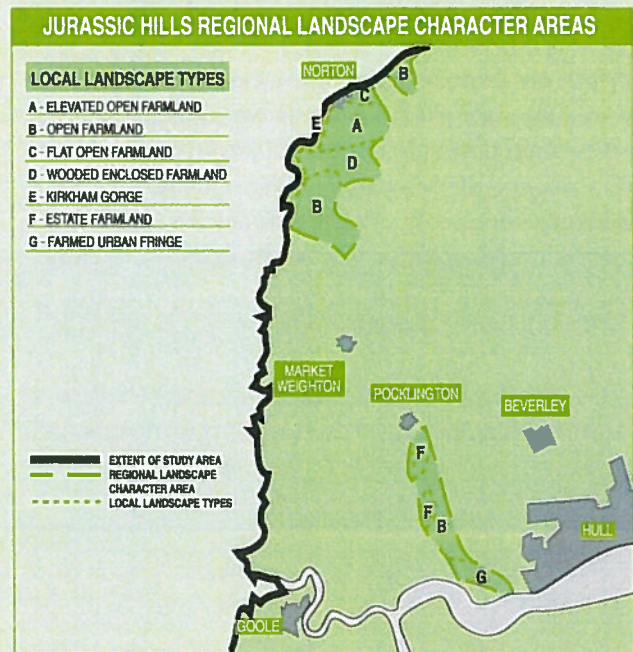 JURASSIC HILLS REGIONAL LANDSCAPE CHARACTER AREAS
LOCAL LANDSCAPE TYPES
A - ELEVATED OPEN FARMLAND
B - OPEN FARMLAND
C - FLAT OPEN FARMLAND
D - WOODED ENCLOSED FARMLAND
E - KIRKHAM GORGE
F - ESTATE FARMLAND
G - FARMED URBAN FRINGE
NORTON
B
C
E
A
D
B
MARKET
WEIGHTON
POCKLINGTON
BEVERLEY
F
F
B
G
HULL
GOOLE
EXTENT OF STUDY AREA
REGIONAL LANDSCAPE
CHARACTER AREA
LOCAL LANDSCAPE TYPES